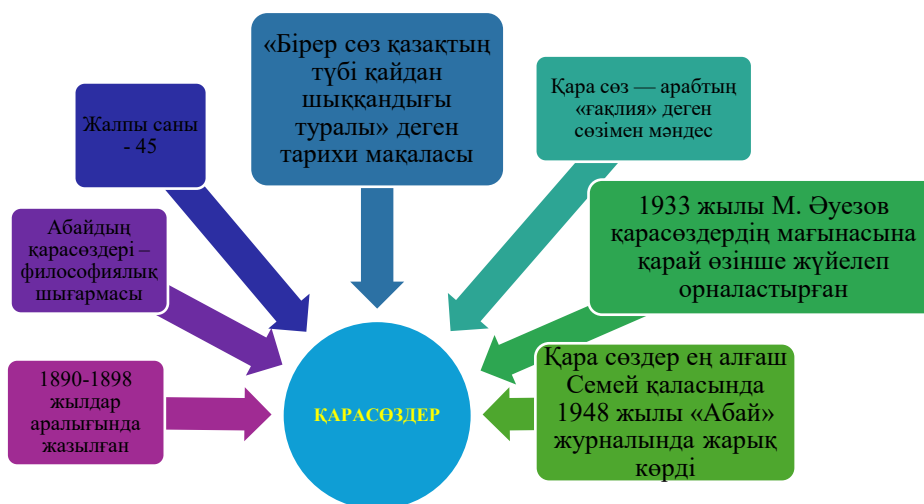 1890-1898
жылдар
аралығында
жазылған
Абайдың
қарасөздері –
философиялық
шығармасы
Жалпы саны
- 45
«Бірер сөз қазақтың
түбі қайдан
шыққандығы
туралы» деген
тарихи мақаласы
Қара сөз — арабтың
«ғақлия» деген
сөзімен мәндес
1933 жылы М. Әуезов
қарасөздердің мағынасына
қарай өзінше жүйелеп
орналастырған
Қара сөздер ең алғаш
Семей қаласында
1948 жылы «Абай»
журналында жарық
көрді
ҚАРАСӨЗДЕР